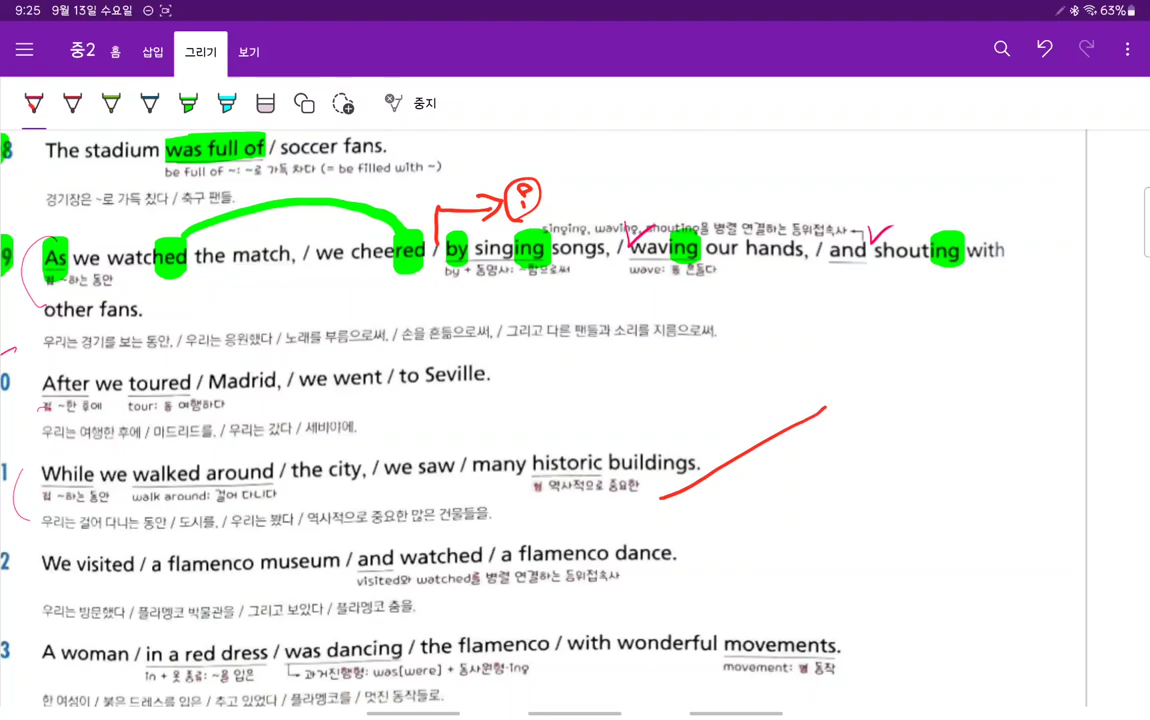 9:25 9월 13일 수요일 63%
중2 홈 삽입 그리기 보기
중지
8 The stadium was full of / soccer fans.
be full of ~: ~로 가득 차다 (= be filled with ~)
경기장은 ~로 가득 찼다 / 축구 팬들.
singing, waving, shouting을 병렬 연결하는 등위접속사
9 As we watched the match, / we cheered / by singing songs, / waving our hands, / and shouting with
접 ~하는 동안 by + 동명사: ~함으로써 wave: 동 흔들다
other fans.
우리는 경기를 보는 동안, / 우리는 응원했다 / 노래를 부름으로써, / 손을 흔듦으로써, / 그리고 다른 팬들과 소리를 지름으로써.
0 After we toured / Madrid, / we went / to Seville.
접 ~한 후에 tour: 동 여행하다
우리는 여행한 후에 / 마드리드를, / 우리는 갔다 / 세비야에.
1 While we walked around / the city, / we saw / many historic buildings.
접 ~하는 동안 walk around: 걸어 다니다 형 역사적으로 중요한
우리는 걸어 다니는 동안 / 도시를, / 우리는 봤다 / 역사적으로 중요한 많은 건물들을.
2 We visited / a flamenco museum / and watched / a flamenco dance.
visited와 watched를 병렬 연결하는 등위접속사
우리는 방문했다 / 플라멩코 박물관을 / 그리고 보았다 / 플라멩코 춤을.
3 A woman / in a red dress / was dancing / the flamenco / with wonderful movements.
in + 옷 종류: ~을 입은 과거진행형: was[were] + 동사원형-ing movement: 명 동작
한 여성이 / 붉은 드레스를 입은 / 추고 있었다 / 플라멩코를 / 멋진 동작들로.